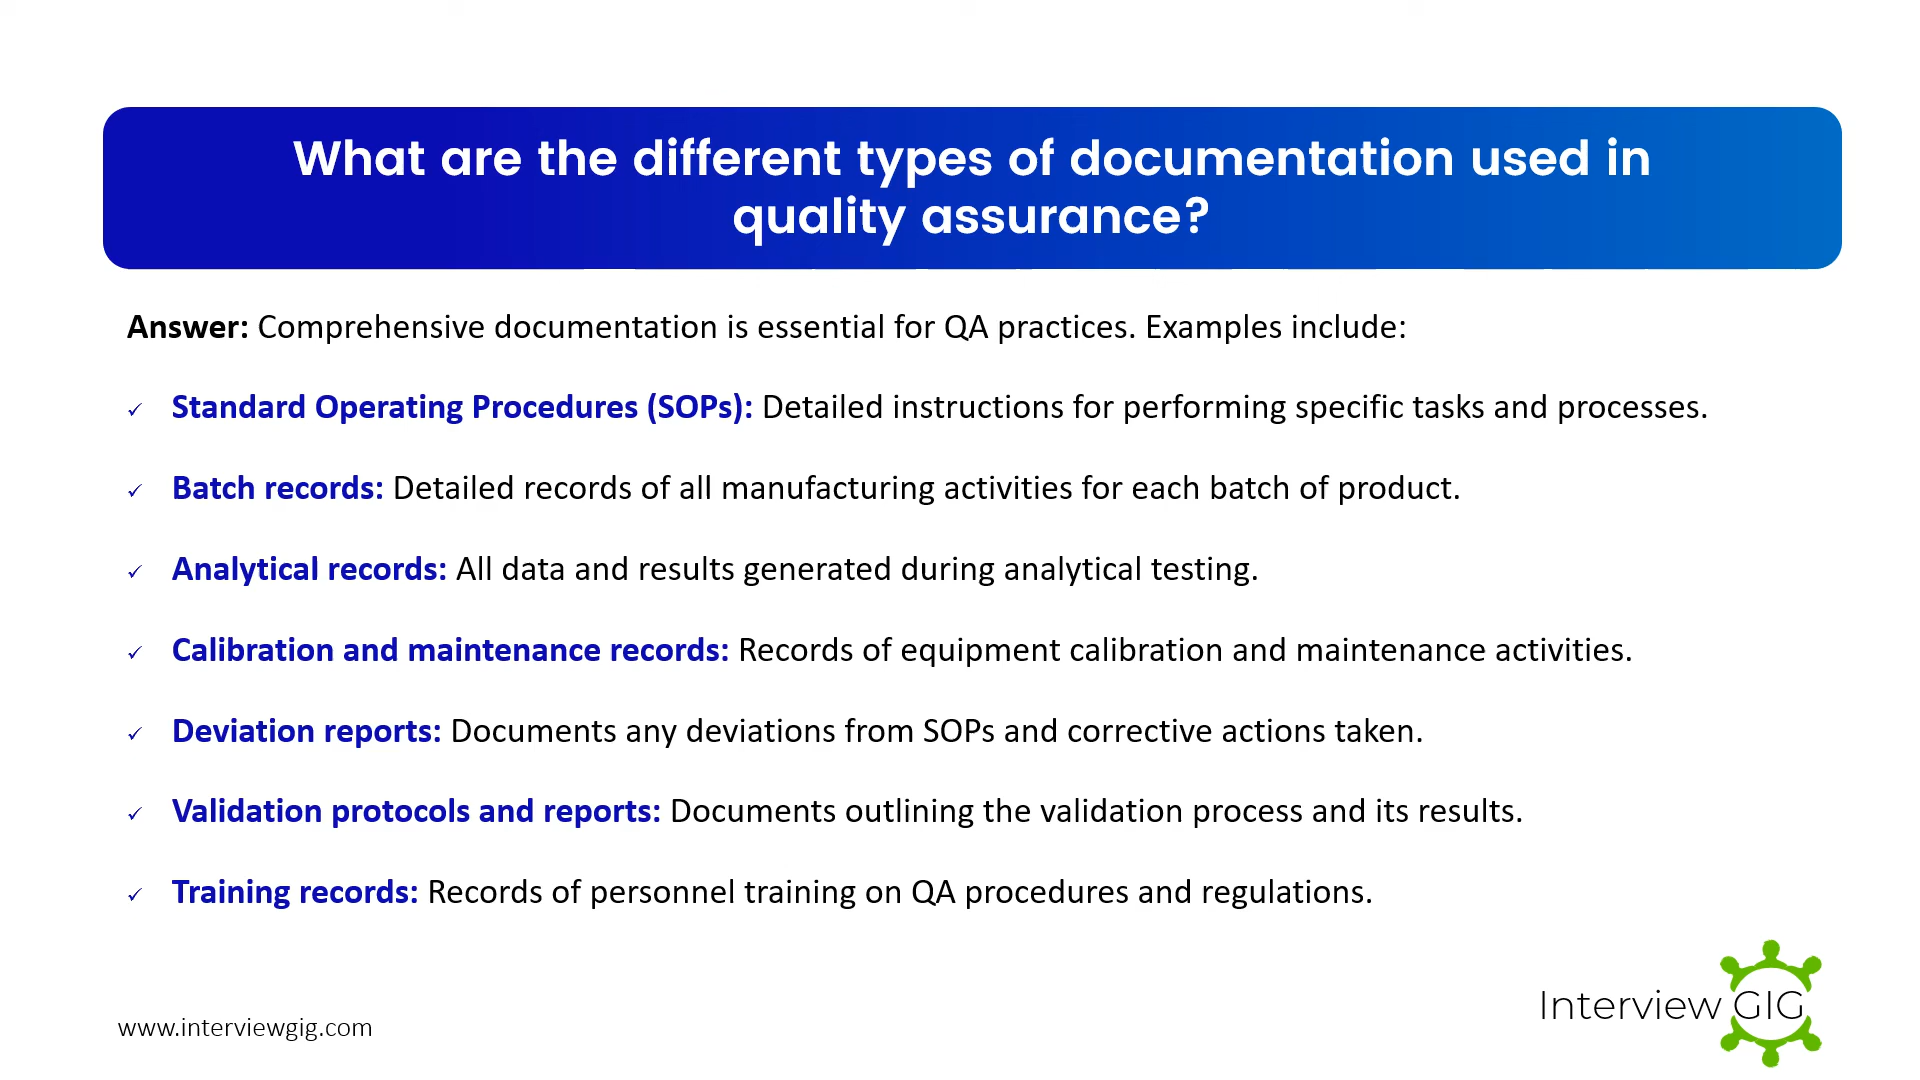 What are the different types of documentation used in
quality assurance?
Answer: Comprehensive documentation is essential for QA practices. Examples include:
✓ Standard Operating Procedures (SOPs): Detailed instructions for performing specific tasks and processes.
✓ Batch records: Detailed records of all manufacturing activities for each batch of product.
✓ Analytical records: All data and results generated during analytical testing.
✓ Calibration and maintenance records: Records of equipment calibration and maintenance activities.
✓ Deviation reports: Documents any deviations from SOPs and corrective actions taken.
✓ Validation protocols and reports: Documents outlining the validation process and its results.
✓ Training records: Records of personnel training on QA procedures and regulations.
Interview GIG
www.interviewgig.com